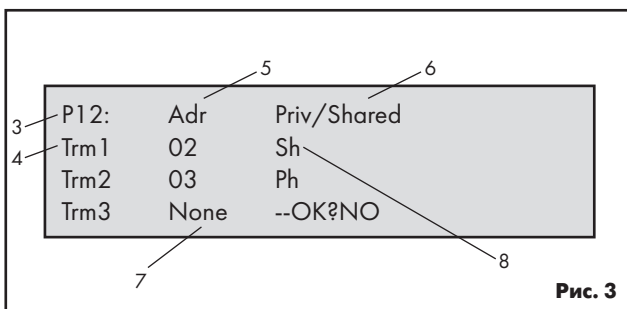 5 6
3 P12: Adr Priv/Shared
4 Trm1 02 Sh
Trm2 03 Ph
Trm3 None --OK?NO
7 8
Рис. 3